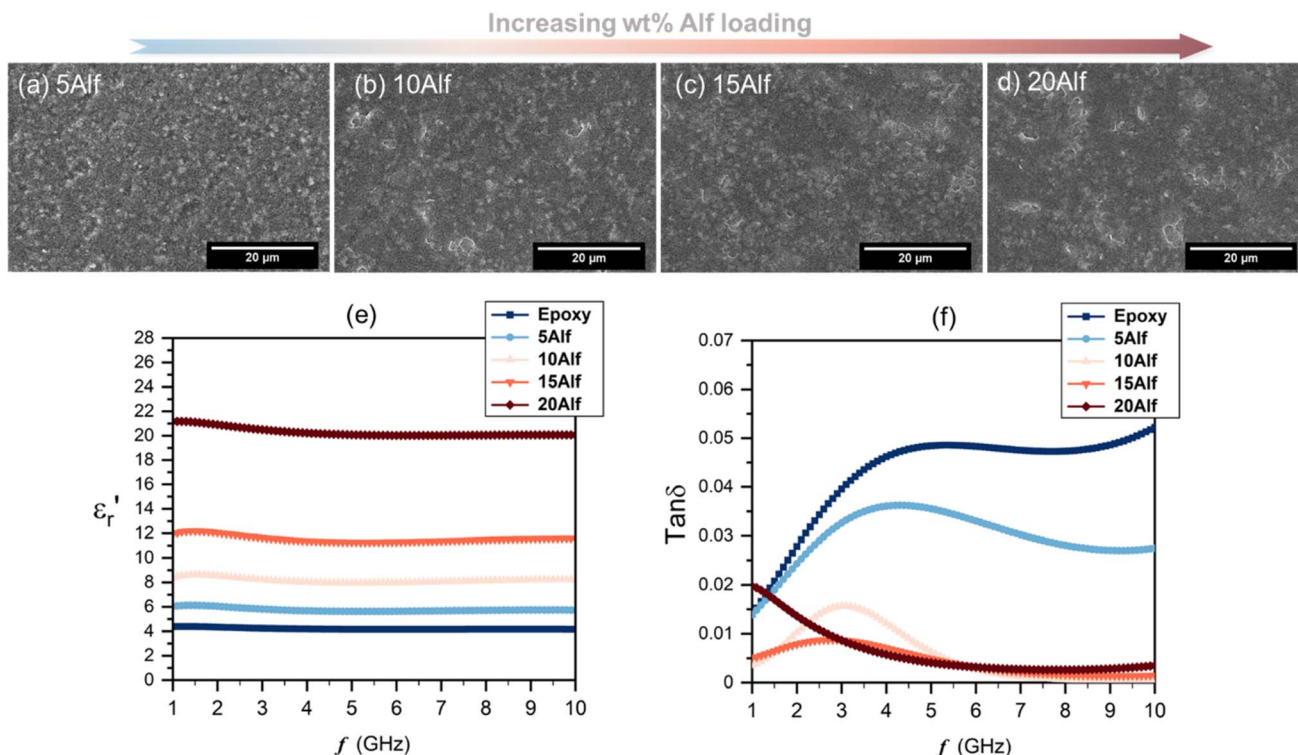 Increasing wt% Alf loading
(a) 5Alf
(b) 10Alf
(c) 15Alf
d) 20Alf
20 µm
20 µm
20 µm
20 µm
(e)
Epoxy
5Alf
10Alf
15Alf
20Alf
28
26
24
22
20
18
16
14
12
10
8
6
4
2
0
εr'
1 2 3 4 5 6 7 8 9 10
f (GHz)
(f)
Epoxy
5Alf
10Alf
15Alf
20Alf
0.07
0.06
0.05
0.04
0.03
0.02
0.01
0
Tanδ
1 2 3 4 5 6 7 8 9 10
f (GHz)